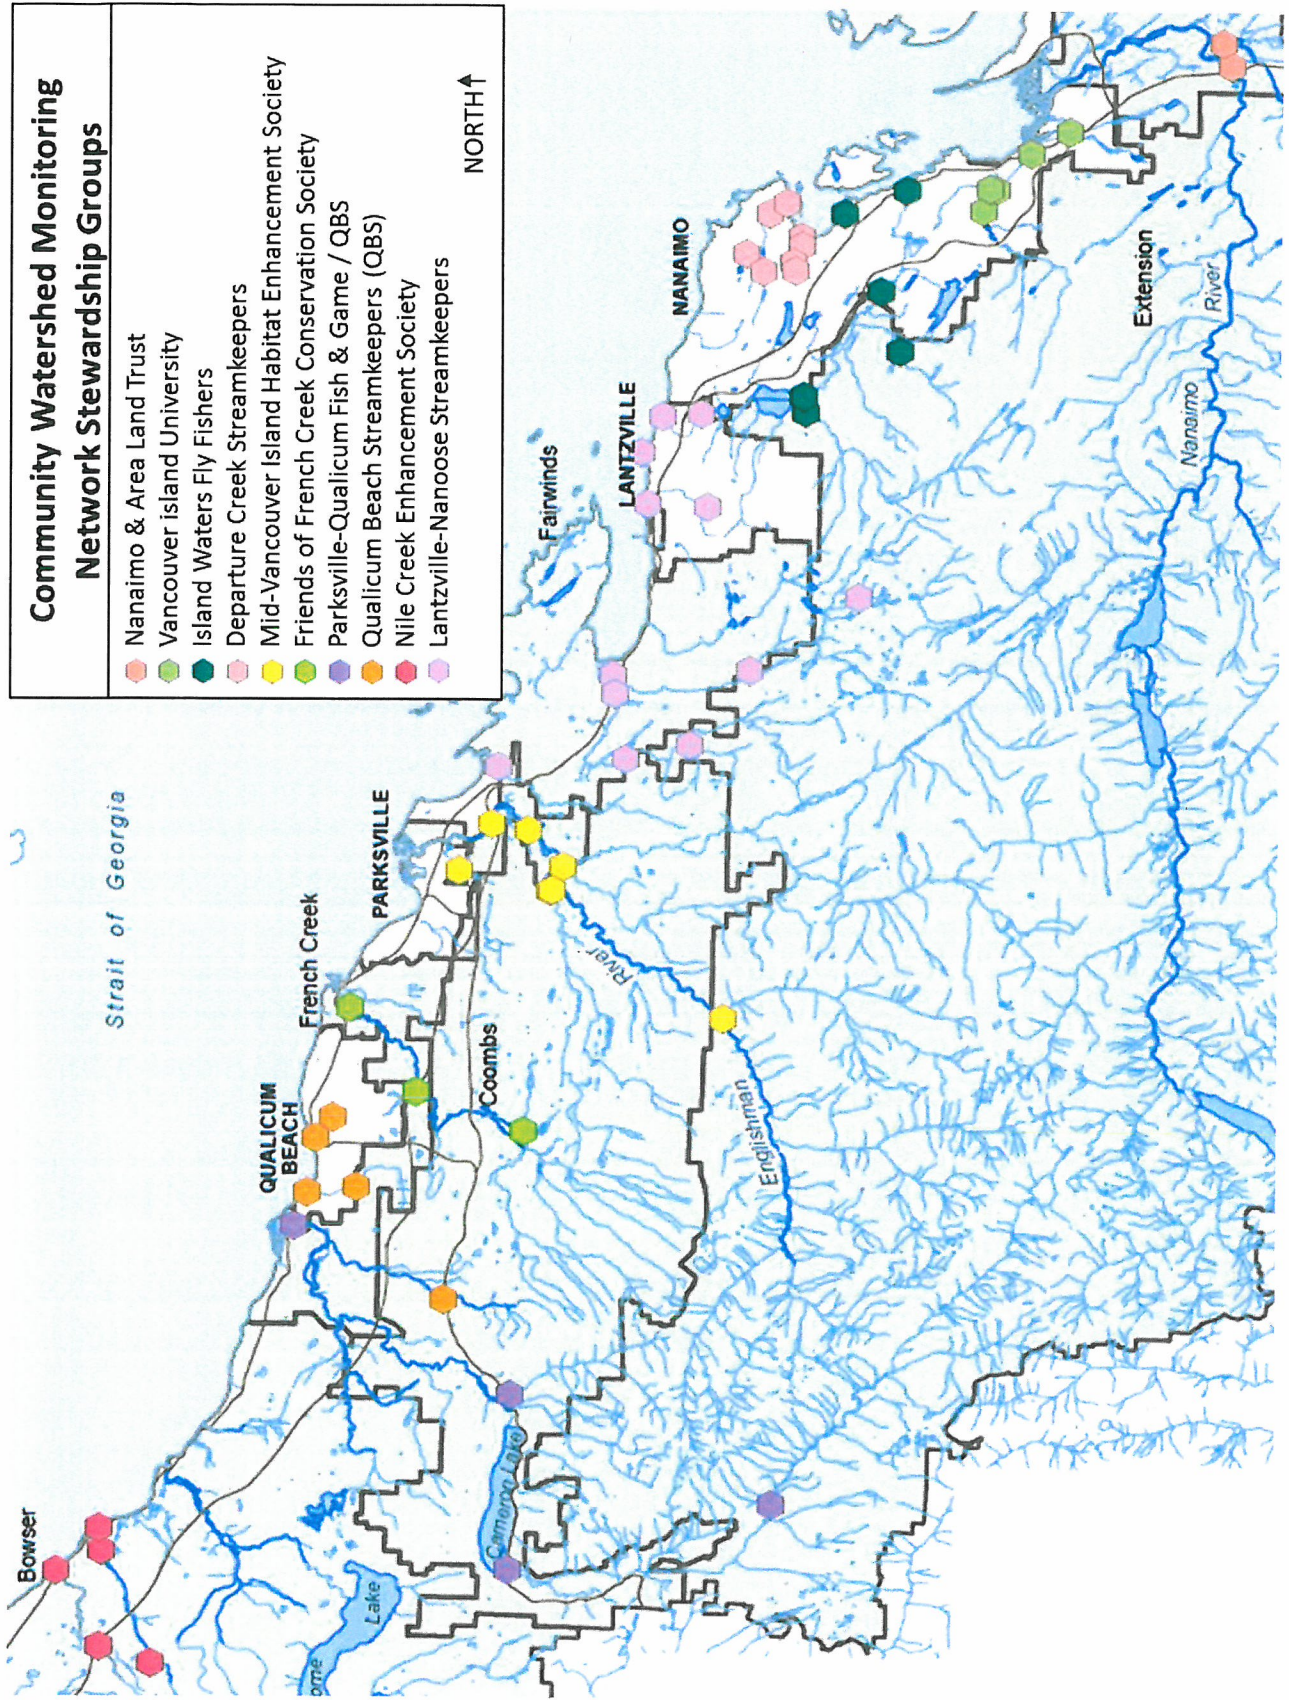 Community Watershed Monitoring
Network Stewardship Groups
Nanaimo & Area Land Trust
Vancouver island University
Island Waters Fly Fishers
Departure Creek Streamkeepers
Mid-Vancouver Island Habitat Enhancement Society
Friends of French Creek Conservation Society
Parksville-Qualicum Fish & Game / QBS
Qualicum Beach Streamkeepers (QBS)
Nile Creek Enhancement Society
Lantzville-Nanoose Streamkeepers
NORTH↑
Bowser
Strait of Georgia
QUALICUM
BEACH
French Creek
PARKSVILLE
Fairwinds
LANTZVILLE
NANAIMO
Coombs
Cameron Lake
ome
Lake
Englishman
River
Extension
Nanaimo
River